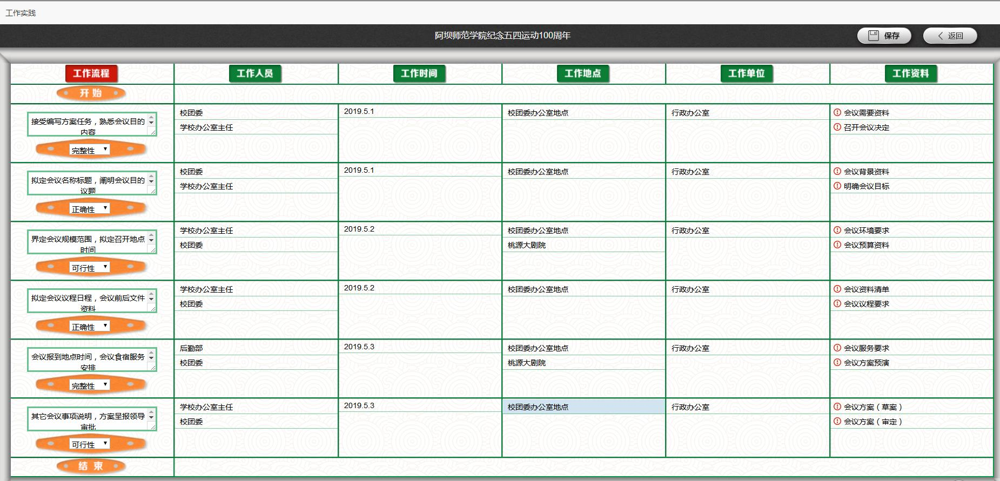 工作实践
阿坝师范学院纪念五四运动100周年
保存
返回
工作流程 工作人员 工作时间 工作地点 工作单位 工作资料
开 始
接受编写方案任务，熟悉会议目的
内容
完整性
校团委
学校办公室主任
2019.5.1
校团委办公室地点
行政办公室
会议需要资料
召开会议决定
拟定会议名称标题，阐明会议目的
议题
正确性
校团委
学校办公室主任
2019.5.1
校团委办公室地点
行政办公室
会议背景资料
明确会议目标
界定会议规模范围，拟定召开地点
时间
可行性
学校办公室主任
校团委
2019.5.2
校团委办公室地点
桃源大剧院
行政办公室
会议环境要求
会议预算资料
拟定会议议程日程，会议前后文件
资料
正确性
学校办公室主任
校团委
2019.5.2
校团委办公室地点
行政办公室
会议资料清单
会议议程要求
会议报到地点时间，会议食宿服务
安排
完整性
后勤部
校团委
2019.5.3
校团委办公室地点
桃源大剧院
行政办公室
会议服务要求
会议方案预演
其它会议事项说明，方案呈报领导
审批
可行性
学校办公室主任
校团委
2019.5.3
校团委办公室地点
行政办公室
会议方案（草案）
会议方案（审定）
结 束